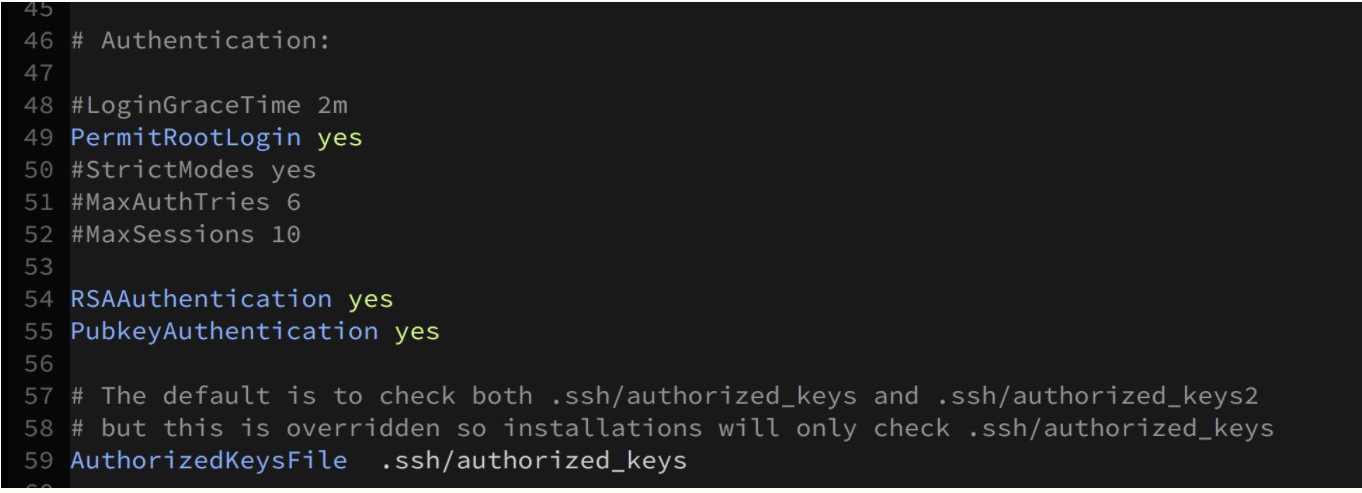 45
46 # Authentication:
47
48 #LoginGraceTime 2m
49 PermitRootLogin yes
50 #StrictModes yes
51 #MaxAuthTries 6
52 #MaxSessions 10
53
54 RSAAuthentication yes
55 PubkeyAuthentication yes
56
57 # The default is to check both .ssh/authorized_keys and .ssh/authorized_keys2
58 # but this is overridden so installations will only check .ssh/authorized_keys
59 AuthorizedKeysFile  .ssh/authorized_keys